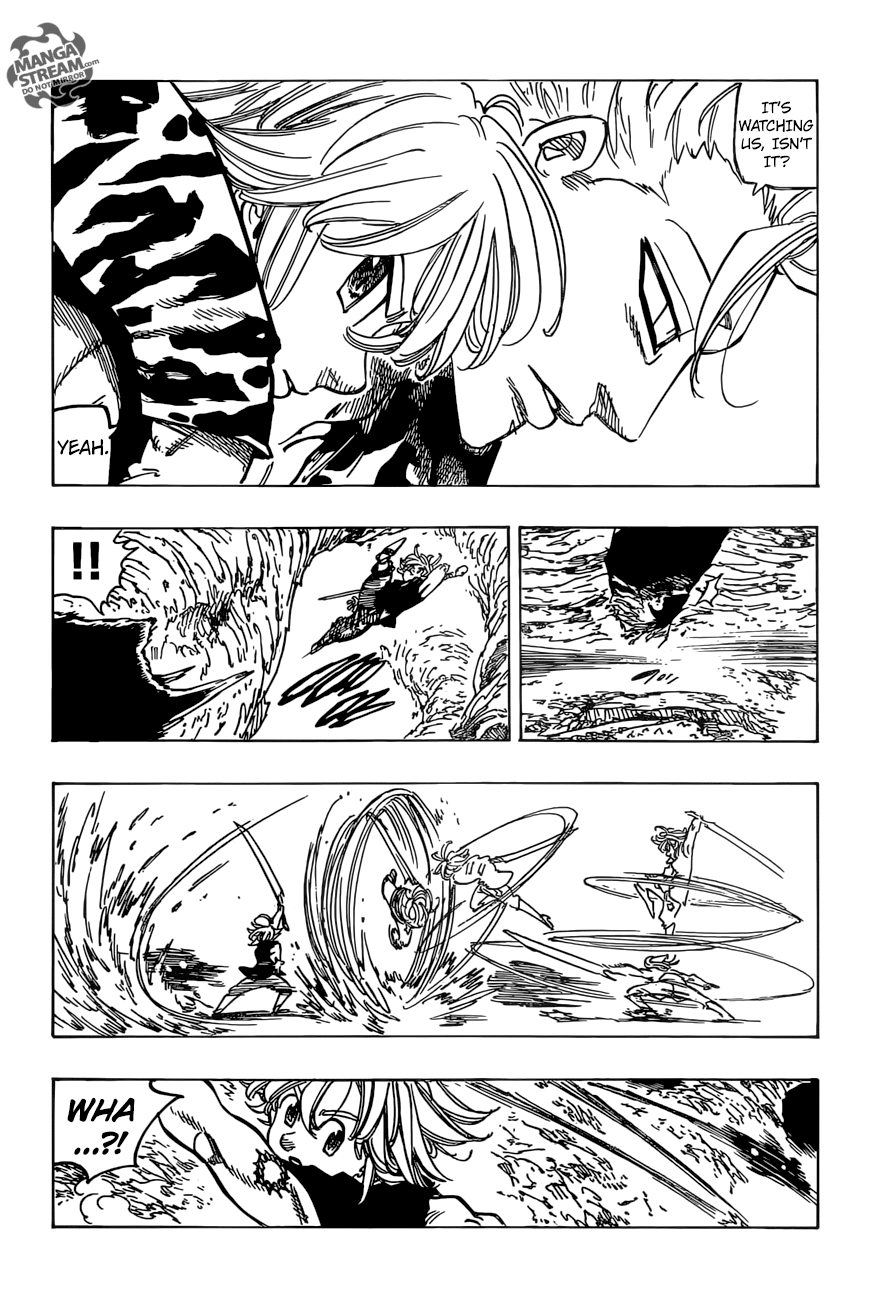 MANGA
STREAM.com
DO NOT MIRROR
IT'S
WATCHING
US, ISN'T
IT?
YEAH.
!!
WHA
...?!